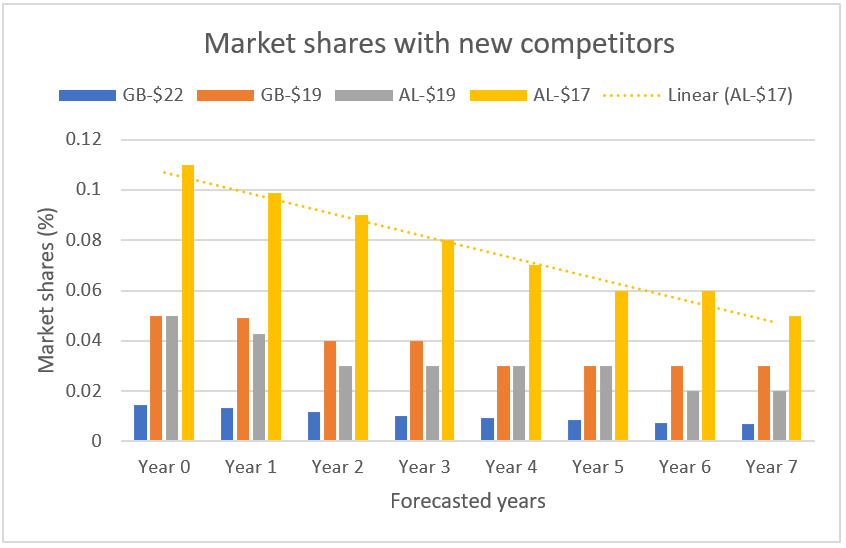 Market shares with new competitors
GB-$22 GB-$19 AL-$19 AL-$17 Linear (AL-$17)
0.12
0.1
0.08
0.06
0.04
0.02
0
Market shares (%)
Year 0 Year 1 Year 2 Year 3 Year 4 Year 5 Year 6 Year 7
Forecasted years